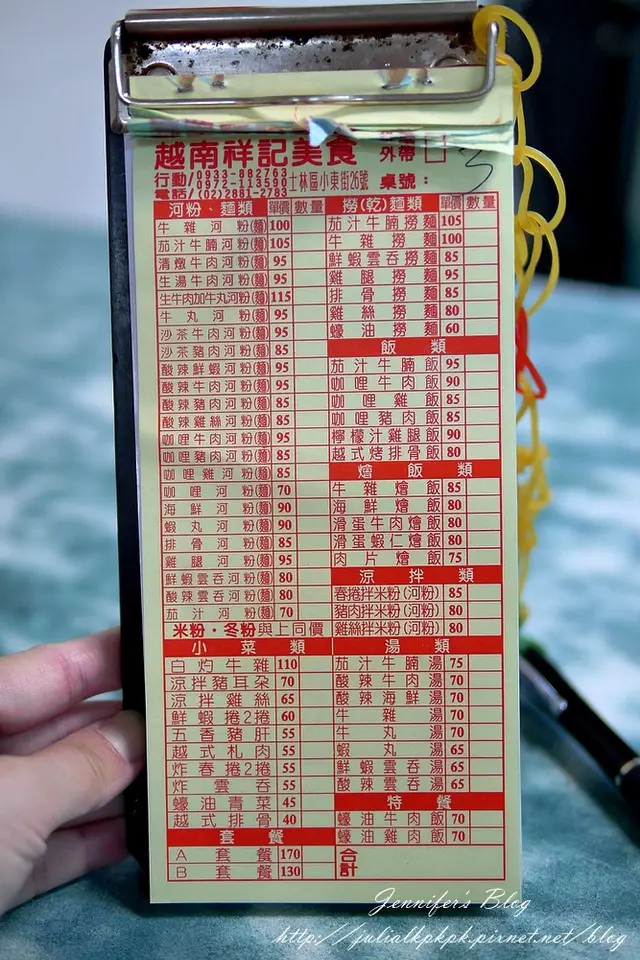 越南祥記美食
外帶 □
3
行動/0933-882763
0972-113590
電話/(02)2881-2783
士林區小東街26號
桌號：
河粉、麵類 單價 數量
牛雜河粉(麵) 100
茄汁牛腩河粉(麵) 105
清燉牛肉河粉(麵) 95
生湯牛肉河粉(麵) 95
生牛肉加牛丸河粉(麵) 115
牛丸河粉(麵) 95
沙茶牛肉河粉(麵) 95
沙茶豬肉河粉(麵) 85
酸辣鮮蝦河粉(麵) 95
酸辣牛肉河粉(麵) 95
酸辣豬肉河粉(麵) 85
酸辣雞絲河粉(麵) 85
咖哩牛肉河粉(麵) 95
咖哩豬肉河粉(麵) 85
咖哩雞河粉(麵) 85
咖哩河粉(麵) 70
海鮮河粉(麵) 90
蝦丸河粉(麵) 90
排骨河粉(麵) 85
雞腿河粉(麵) 95
鮮蝦雲吞河粉(麵) 80
酸辣雲吞河粉(麵) 80
茄汁河粉(麵) 70
米粉・冬粉與上同價
小菜類
白灼牛雜 110
涼拌豬耳朵 70
涼拌雞絲 65
鮮蝦捲2捲 60
五香豬肝 55
越式札肉 55
炸春捲2捲 55
炸雲吞 55
蠔油青菜 45
越式排骨 40
套餐
A套餐 170
B套餐 130
撈(乾)麵類 單價 數量
茄汁牛腩撈麵 105
牛雜撈麵 100
鮮蝦雲吞撈麵 85
雞腿撈麵 95
排骨撈麵 85
雞絲撈麵 80
蠔油撈麵 60
飯類
茄汁牛腩飯 95
咖哩牛肉飯 90
咖哩雞飯 85
咖哩豬肉飯 85
檸檬汁雞腿飯 90
越式烤排骨飯 80
燴飯類
牛雜燴飯 85
海鮮燴飯 80
滑蛋牛肉燴飯 80
滑蛋蝦仁燴飯 80
肉片燴飯 75
涼拌類
春捲拌米粉(河粉) 85
豬肉拌米粉(河粉) 80
雞絲拌米粉(河粉) 80
湯類
茄汁牛腩湯 75
酸辣牛肉湯 70
酸辣海鮮湯 70
牛雜湯 70
牛丸湯 70
蝦丸湯 65
鮮蝦雲吞湯 65
酸辣雲吞湯 65
特餐
蠔油牛肉飯 70
蠔油雞肉飯 70
合計
Jennifer's Blog
http://julialkpkpk.pixnet.net/blog